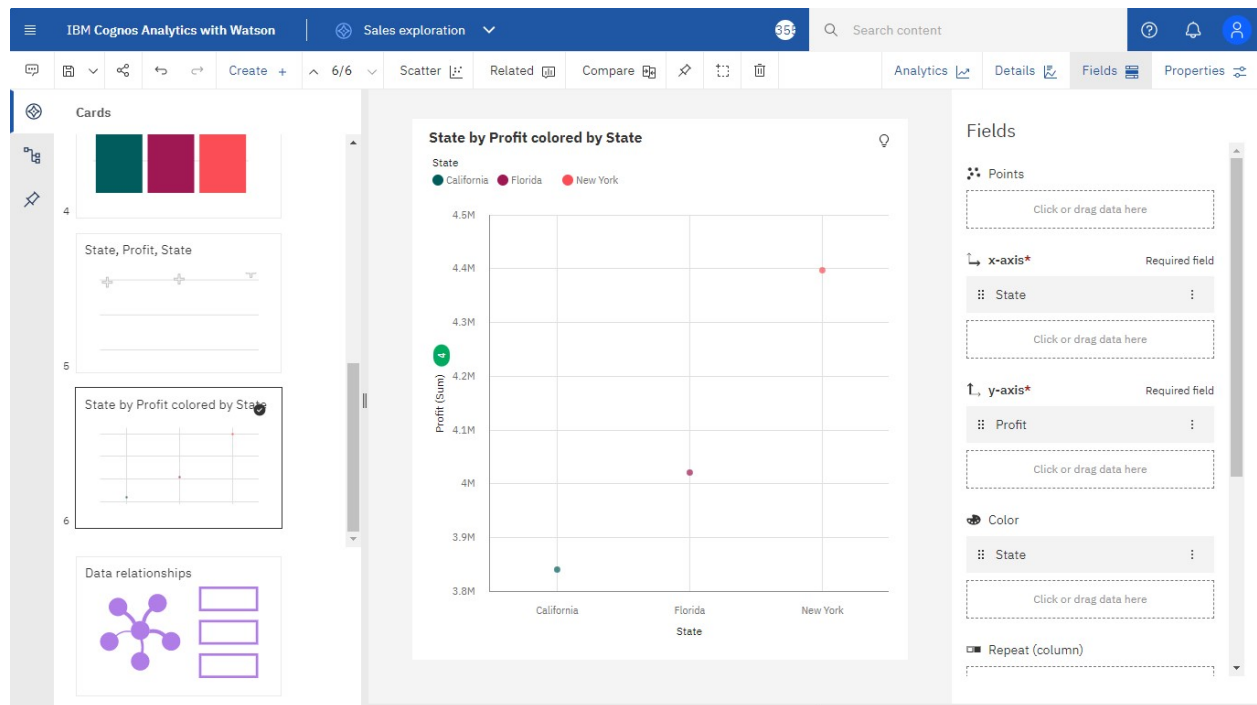 IBM Cognos Analytics with Watson
Sales exploration
Search content
Create +
6/6
Scatter
Related
Compare
Analytics
Details
Fields
Properties
Cards
4
State, Profit, State
5
State by Profit colored by State
6
Data relationships
State by Profit colored by State
State
California Florida New York
4.5M
4.4M
4.3M
4.2M
4.1M
4M
3.9M
3.8M
Profit (Sum)
California Florida New York
State
Fields
Points
Click or drag data here
x-axis* Required field
State
Click or drag data here
y-axis* Required field
Profit
Click or drag data here
Color
State
Click or drag data here
Repeat (column)